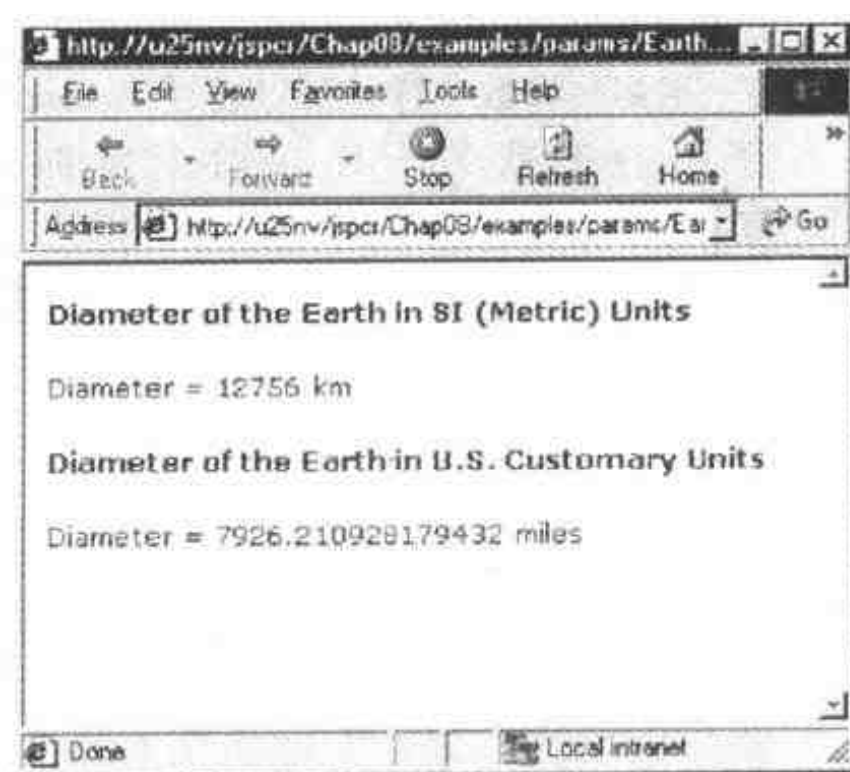 http://u25nv/jspcr/Chap08/examples/params/Earth...
File Edit View Favorites Tools Help
Back Forward Stop Refresh Home »
Address http://u25nv/jspcr/Chap08/examples/params/Ear Go
Diameter of the Earth in SI (Metric) Units
Diameter = 12756 km
Diameter of the Earth in U.S. Customary Units
Diameter = 7926.210928179432 miles
Done Local intranet